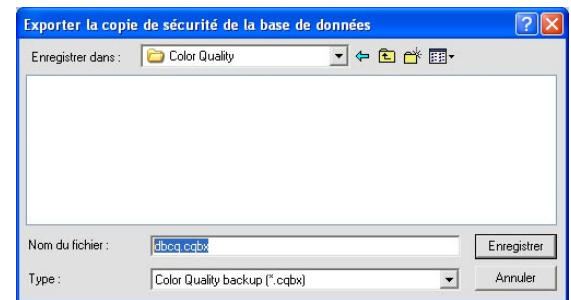 Exporter la copie de sécurité de la base de données
Enregistrer dans :
Color Quality
Nom du fichier :
dbcq.cqbx
Enregistrer
Type :
Color Quality backup (*.cqbx)
Annuler